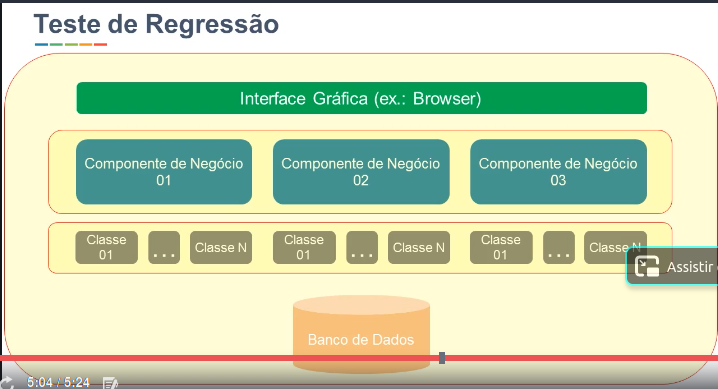 Teste de Regressão
Interface Gráfica (ex.: Browser)
Componente de Negócio
01
Componente de Negócio
02
Componente de Negócio
03
Classe
01
...
Classe N
Classe
01
...
Classe N
Classe
01
...
Classe N
Assistir
Banco de Dados
5:04 / 5:24